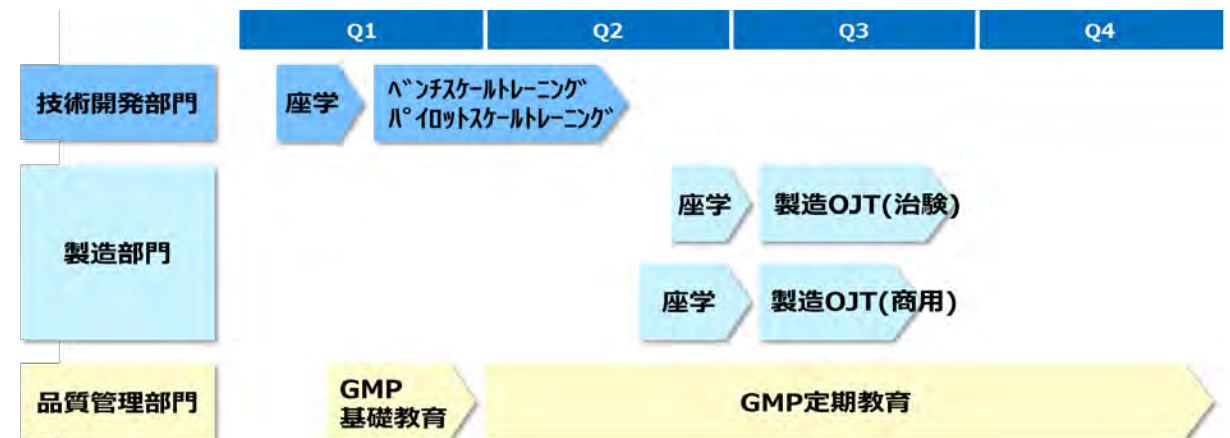 Q1 Q2 Q3 Q4
技術開発部門
座学
ﾍﾞﾝﾁｽｹｰﾙﾄﾚｰﾆﾝｸﾞ
ﾊﾟｲﾛｯﾄｽｹｰﾙﾄﾚｰﾆﾝｸﾞ
製造部門
座学
製造OJT(治験)
座学
製造OJT(商用)
品質管理部門
GMP
基礎教育
GMP定期教育